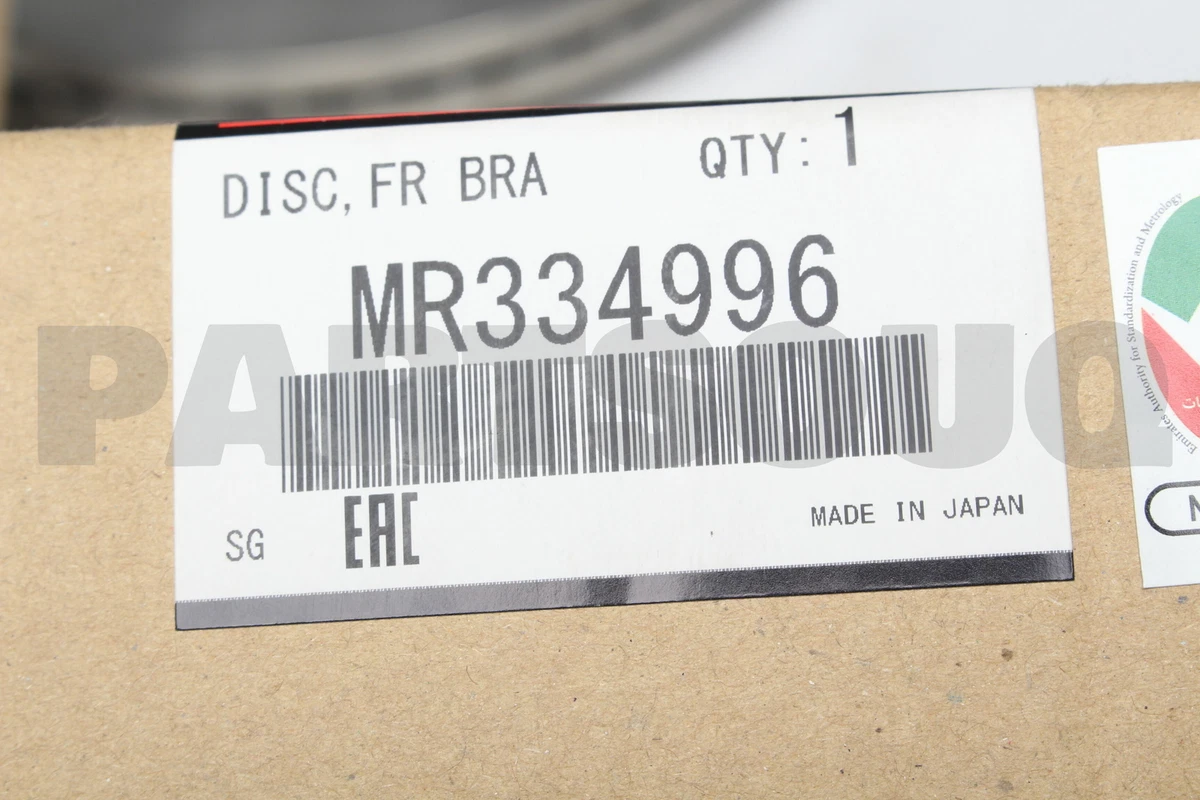 DISC, FR BRA
QTY: 1
MR334996
SG
EAC
MADE IN JAPAN
PARTSOUQ
Emirates Authority for Standardization and Metrology